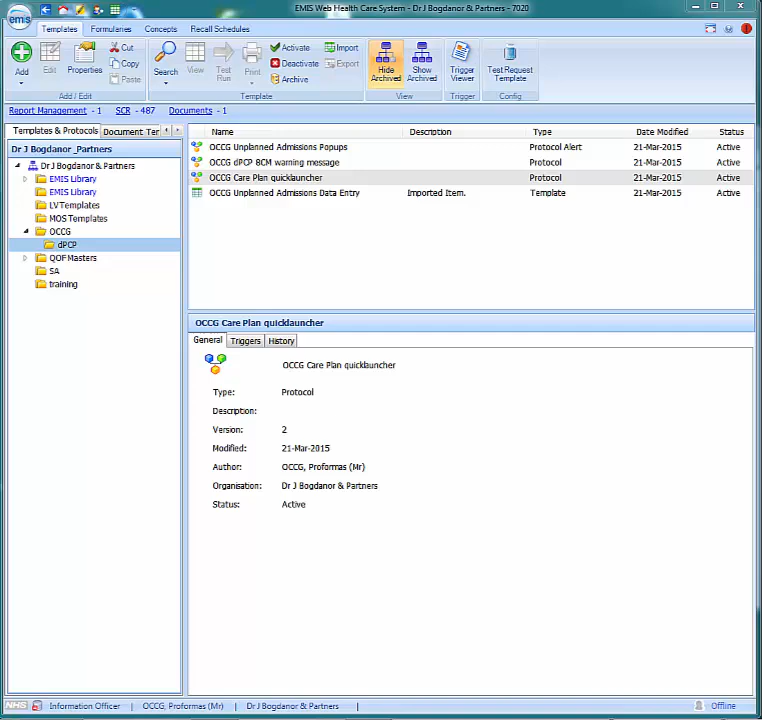 EMIS Web Health Care System - Dr J Bogdanor & Partners - 7020
emis
Templates Formularies Concepts Recall Schedules
Add Edit Properties Cut Copy Paste
Add / Edit
Search View Test Run Print Activate Deactivate Archive Import Export
Template
Hide Archived Show Archived
View
Trigger Viewer
Trigger
Test Request Template
Config
Report Management - 1 SCR - 487 Documents - 1
Templates & Protocols Document Ter
Dr J Bogdanor _Partners
Dr J Bogdanor & Partners
EMIS Library
EMIS Library
LV Templates
MOS Templates
OCCG
dPCP
QOF Masters
SA
training
Name Description Type Date Modified Status
OCCG Unplanned Admissions Popups Protocol Alert 21-Mar-2015 Active
OCCG dPCP BCM warning message Protocol 21-Mar-2015 Active
OCCG Care Plan quicklauncher Protocol 21-Mar-2015 Active
OCCG Unplanned Admissions Data Entry Imported Item. Template 21-Mar-2015 Active
OCCG Care Plan quicklauncher
General Triggers History
OCCG Care Plan quicklauncher
Type: Protocol
Description:
Version: 2
Modified: 21-Mar-2015
Author: OCCG, Proformas (Mr)
Organisation: Dr J Bogdanor & Partners
Status: Active
NHS Information Officer | OCCG, Proformas (Mr) | Dr J Bogdanor & Partners | Offline